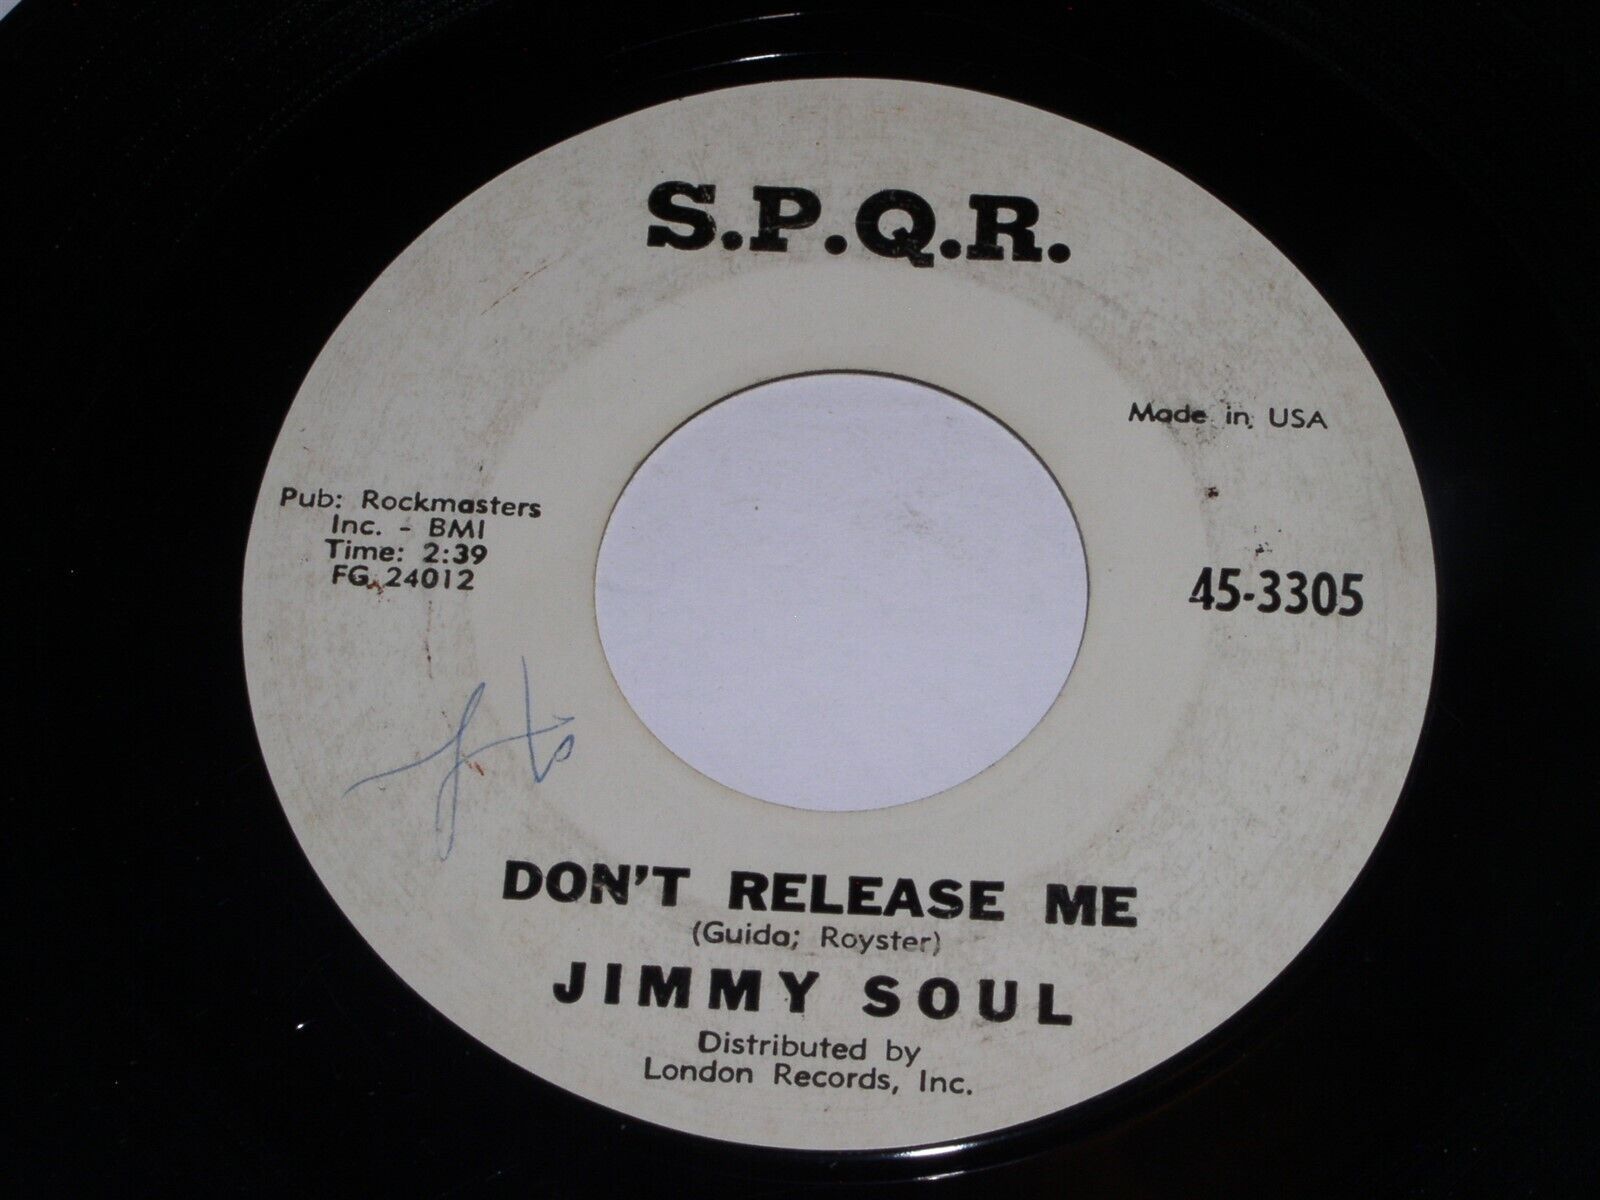 S.P.Q.R.
Made in USA
Pub: Rockmasters
Inc. - BMI
Time: 2:39
FG 24012
45-3305
DON'T RELEASE ME
(Guida; Royster)
JIMMY SOUL
Distributed by
London Records, Inc.